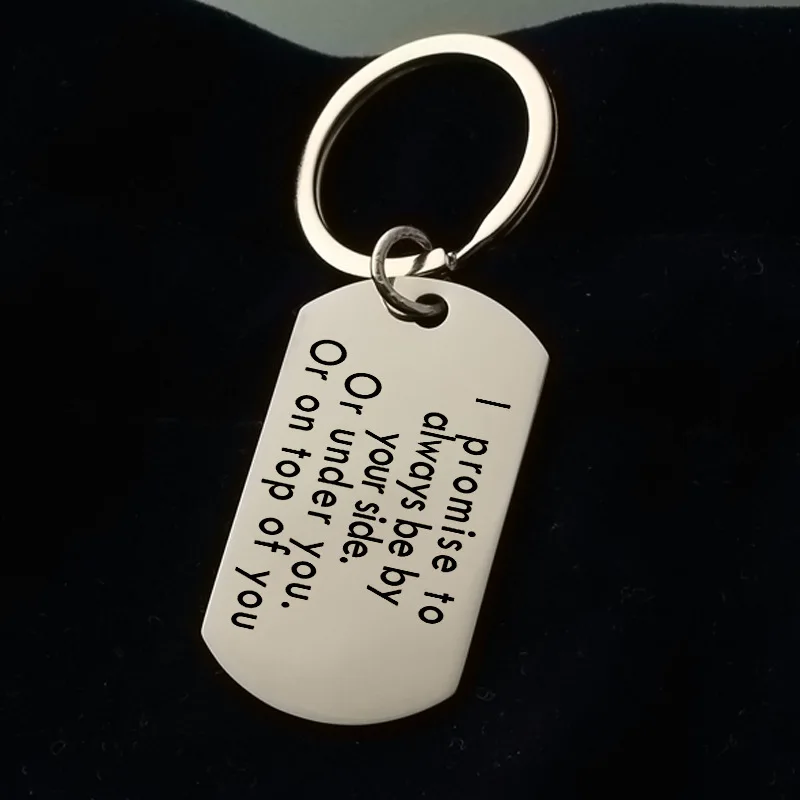 I promise to
always be by
your side.
Or under you.
Or on top of you